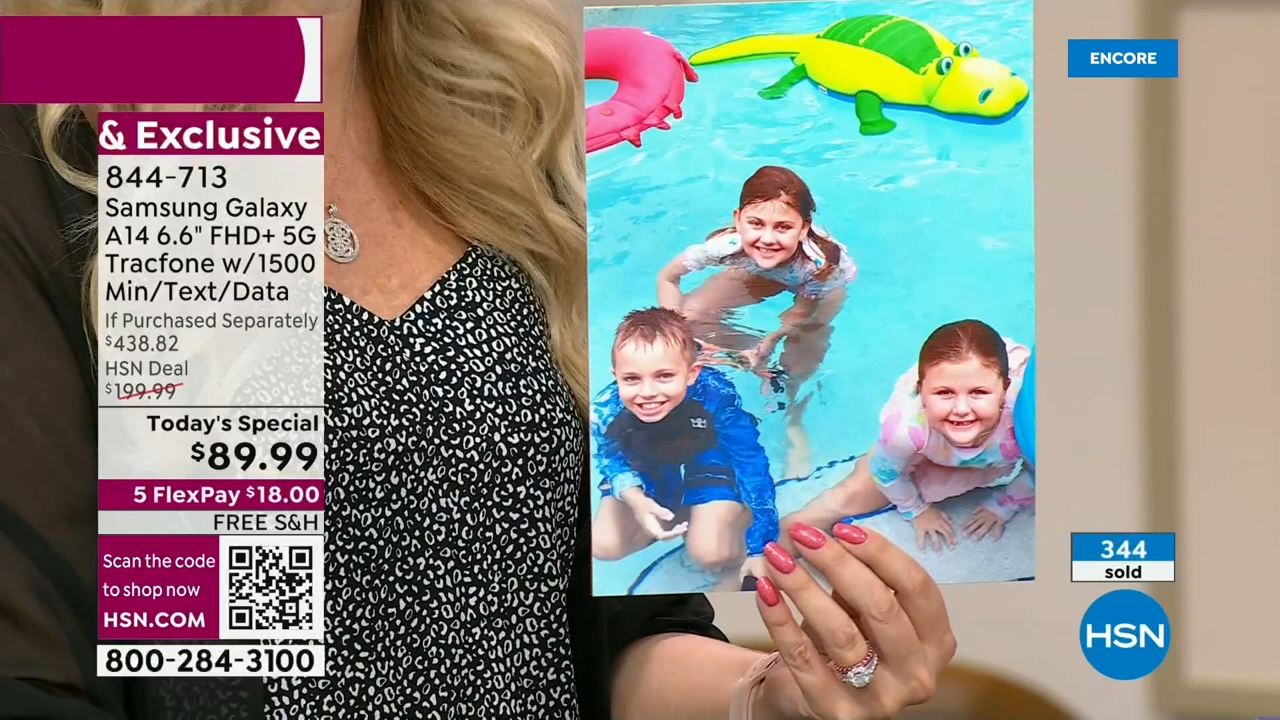 & Exclusive
844-713
Samsung Galaxy
A14 6.6" FHD+ 5G
Tracfone w/1500
Min/Text/Data
If Purchased Separately
$438.82
HSN Deal
$199.99
Today's Special
$89.99
5 FlexPay $18.00
FREE S&H
Scan the code
to shop now
HSN.COM
800-284-3100
ENCORE
344
sold
HSN